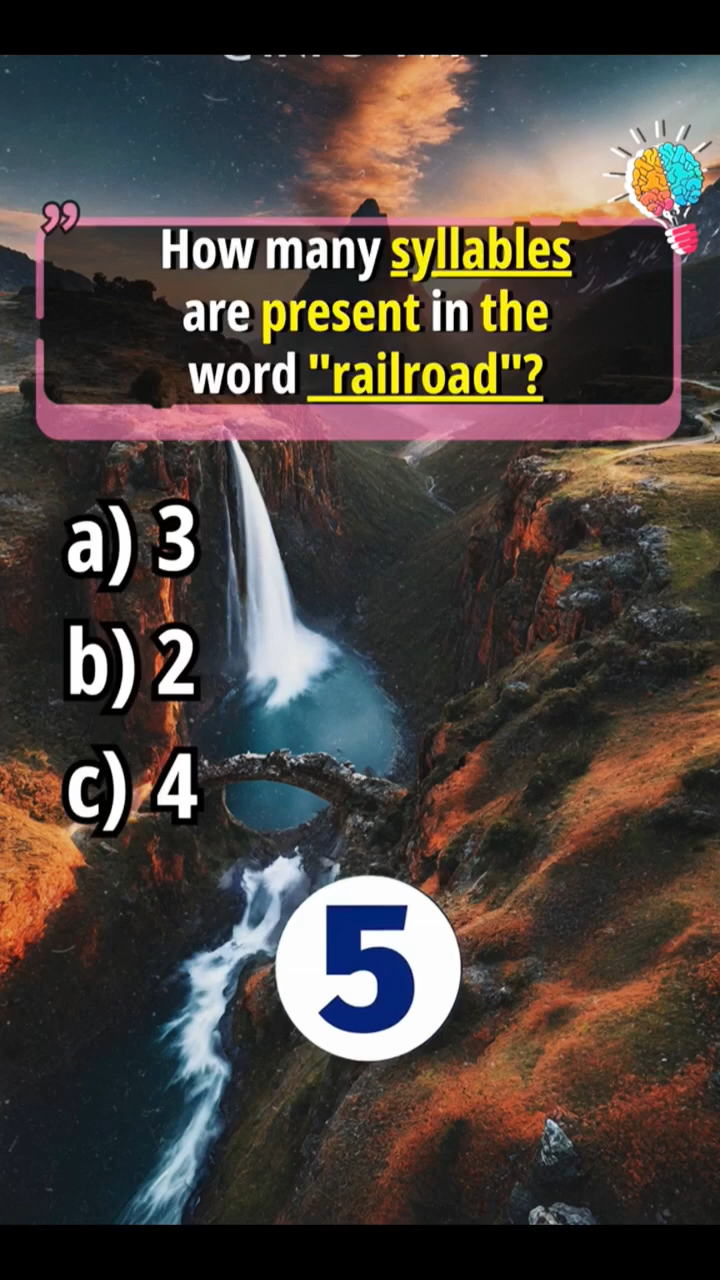 How many syllables
are present in the
word "railroad"?
a) 3
b) 2
c) 4
5